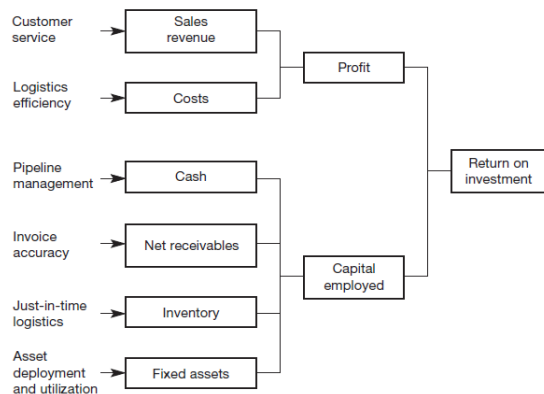 Customer
service
Sales
revenue
Profit
Logistics
efficiency
Costs
Return on
investment
Pipeline
management
Cash
Invoice
accuracy
Net receivables
Capital
employed
Just-in-time
logistics
Inventory
Asset
deployment
and utilization
Fixed assets